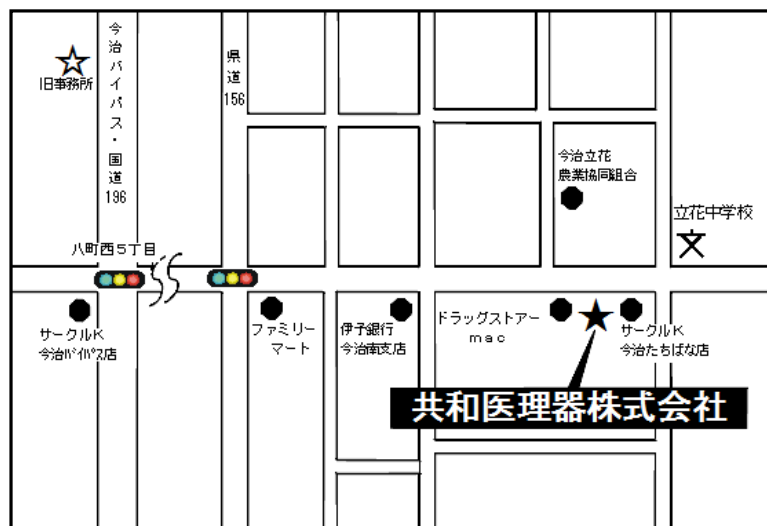 旧事務所
今治バイパス・国道196
県道156
今治立花
農業協同組合
立花中学校
八町西5丁目
サークルK
今治バイパス店
ファミリー
マート
伊予銀行
今治南支店
ドラッグストアー
mac
サークルK
今治たちばな店
共和医理器株式会社